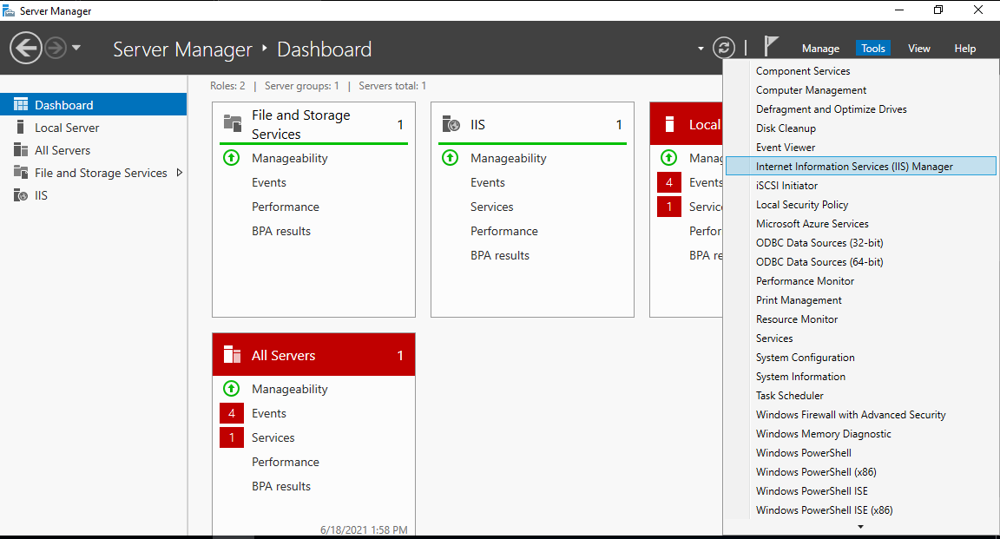 Server Manager
Server Manager ‣ Dashboard
Manage Tools View Help
Dashboard
Local Server
All Servers
File and Storage Services
IIS
Roles: 2 | Server groups: 1 | Servers total: 1
File and Storage Services 1
Manageability
Events
Performance
BPA results
IIS 1
Manageability
Events
Services
Performance
BPA results
Local
Manag
4 Events
1 Servic
Perfor
BPA re
All Servers 1
Manageability
4 Events
1 Services
Performance
BPA results
6/18/2021 1:58 PM
Component Services
Computer Management
Defragment and Optimize Drives
Disk Cleanup
Event Viewer
Internet Information Services (IIS) Manager
iSCSI Initiator
Local Security Policy
Microsoft Azure Services
ODBC Data Sources (32-bit)
ODBC Data Sources (64-bit)
Performance Monitor
Print Management
Resource Monitor
Services
System Configuration
System Information
Task Scheduler
Windows Firewall with Advanced Security
Windows Memory Diagnostic
Windows PowerShell
Windows PowerShell (x86)
Windows PowerShell ISE
Windows PowerShell ISE (x86)